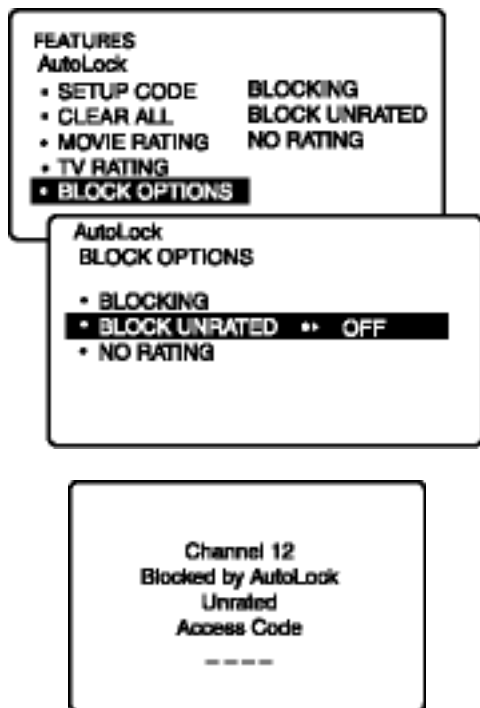 FEATURES
AutoLock
• SETUP CODE BLOCKING
• CLEAR ALL BLOCK UNRATED
• MOVIE RATING NO RATING
• TV RATING
• BLOCK OPTIONS
AutoLock
BLOCK OPTIONS
• BLOCKING
• BLOCK UNRATED OFF
• NO RATING
Channel 12
Blocked by AutoLock
Unrated
Access Code
_ _ _ _